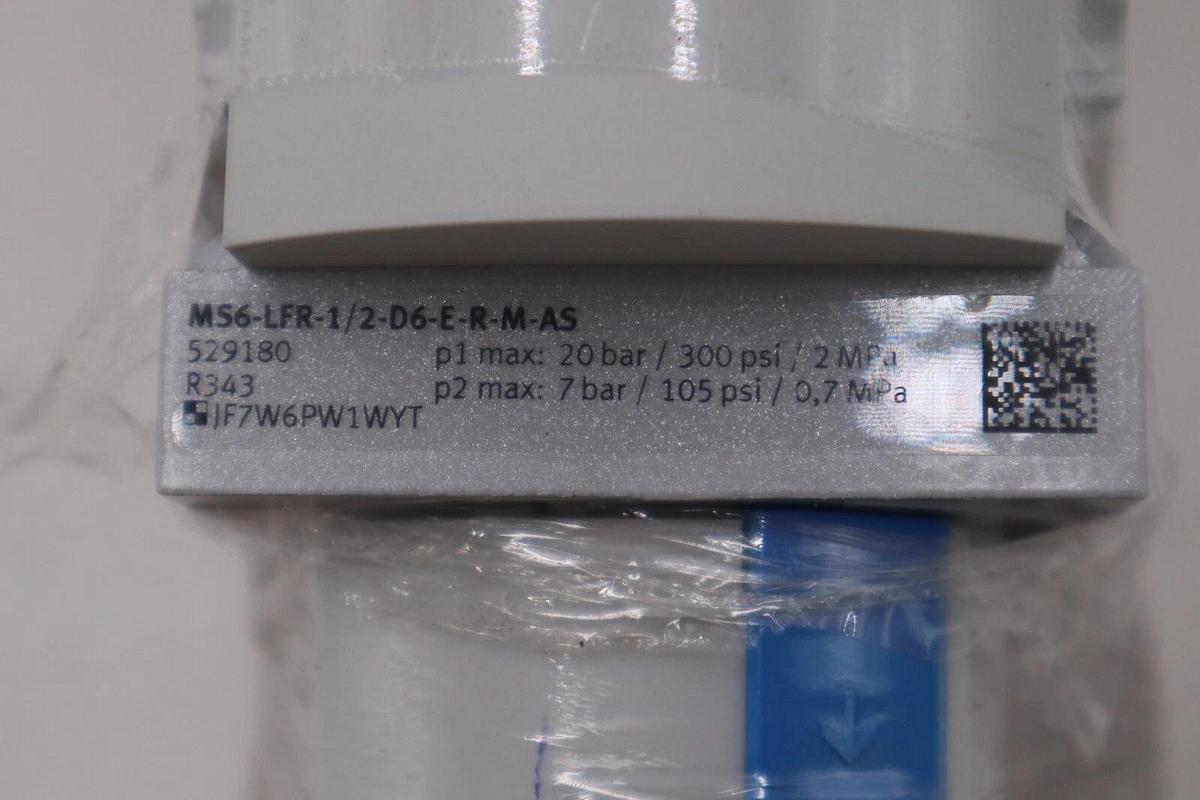 MS6-LFR-1/2-D6-E-R-M-AS
529180 p1 max: 20 bar / 300 psi / 2 MPa
R343 p2 max: 7 bar / 105 psi / 0,7 MPa
JF7W6PW1WYT